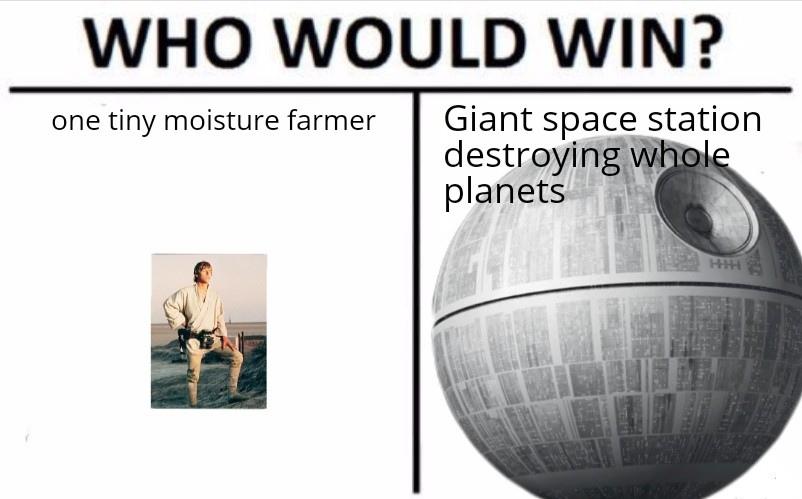 WHO WOULD WIN?
one tiny moisture farmer
Giant space station
destroying whole
planets